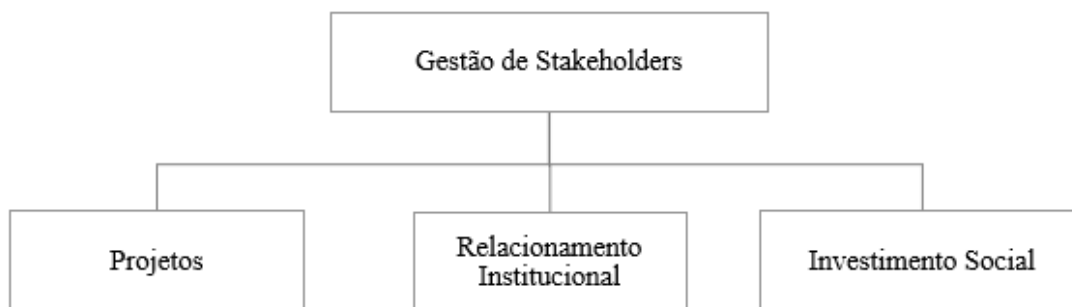 Gestão de Stakeholders
Projetos
Relacionamento
Institucional
Investimento Social